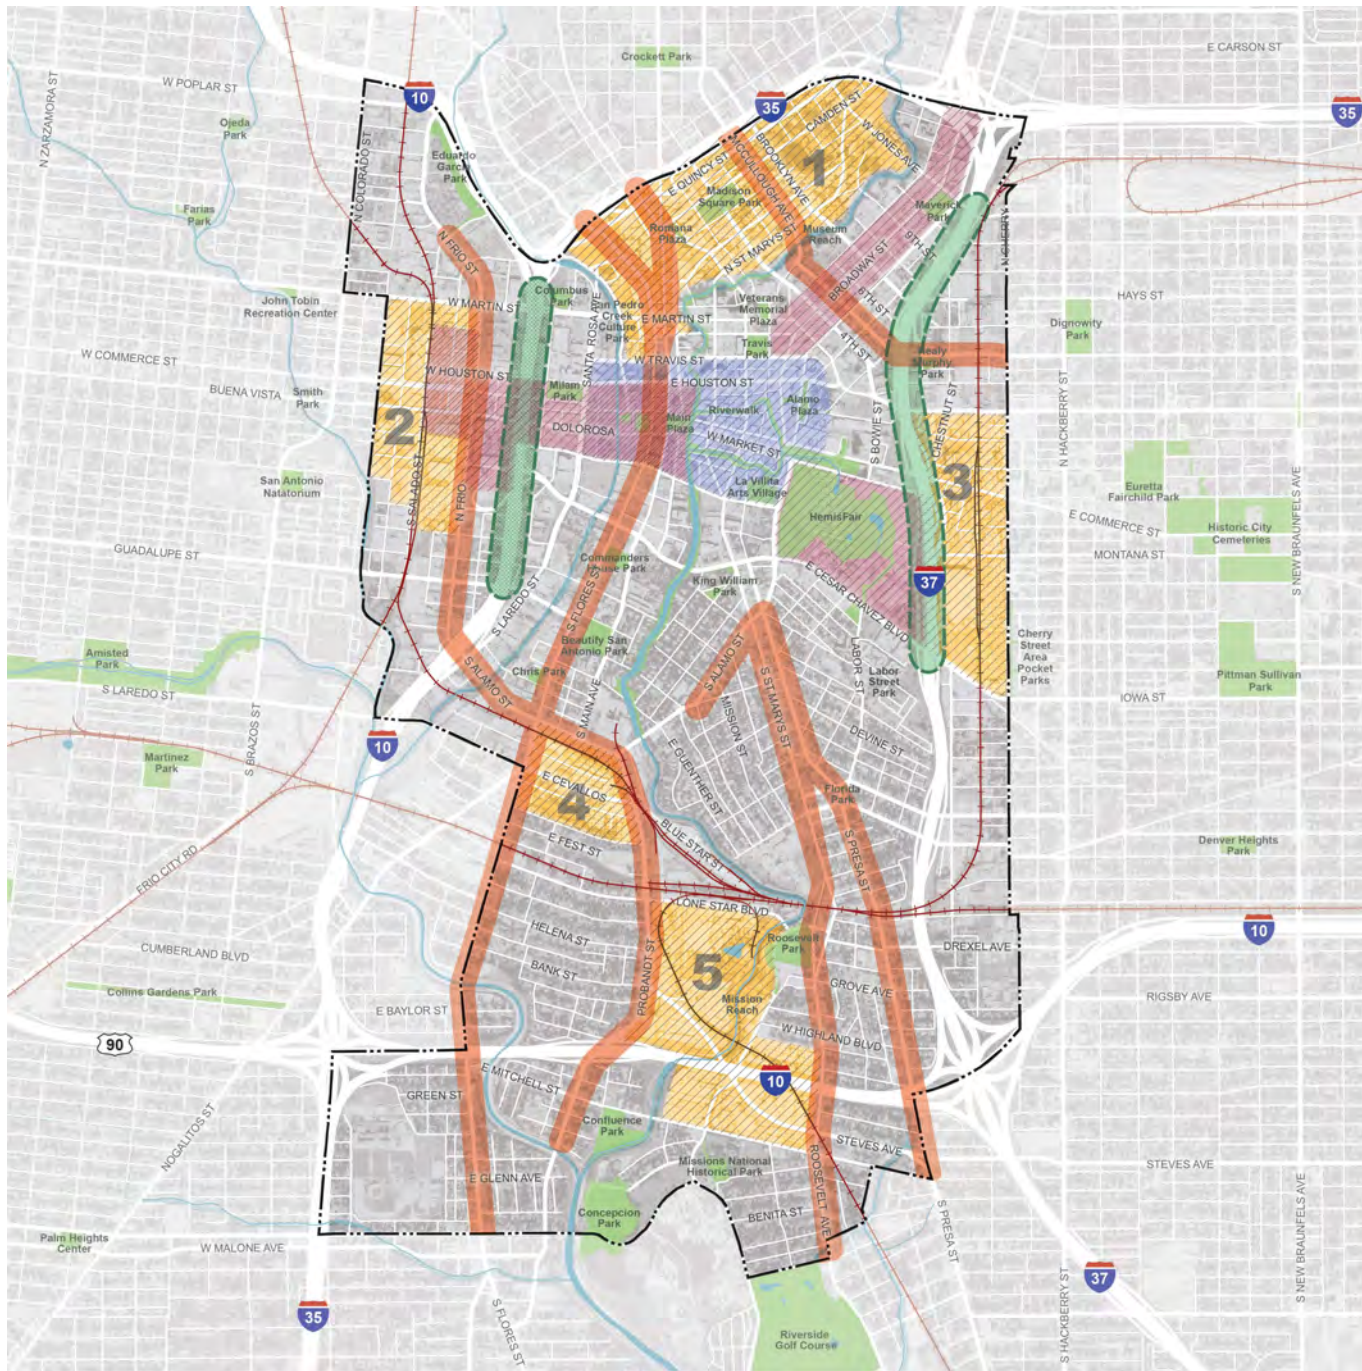 E CARSON ST
Crockett Park
W POPLAR ST
10
35
35
N ZARZAMORA ST
Ojeda
Park
CAMDEN ST
W JONES AVE
BROOKLYN AVE
MCCULLOUGH AVE
1
Eduardo
Garcia
Park
E QUINCY ST
N COLORADO ST
Madison
Square Park
Farias
Park
Maverick
Park
Romana
Plaza
Museum
Reach
N ST MARYS ST
N FRIO ST
9TH ST
N CHERRY
BROADWAY ST
John Tobin
Recreation Center
W MARTIN ST
Columbus
Park
SANTA ROSA AVE
San Pedro
Creek
Culture
Park
E MARTIN ST
Veterans
Memorial
Plaza
6TH ST
HAYS ST
Dignowity
Park
4TH ST
Travis
Park
W COMMERCE ST
W TRAVIS ST
Healy
Murphy
Park
W HOUSTON ST
E HOUSTON ST
BUENA VISTA
Smith
Park
Milam
Park
Alamo
Plaza
Riverwalk
CHESTNUT ST
2
DOLOROSA
Main
Plaza
W MARKET ST
S BOWIE ST
N HACKBERRY ST
S SALADO ST
San Antonio
Natatorium
La Villita
Arts Village
3
Euretta
Fairchild Park
S NEW BRAUNFELS AVE
N FRIO
HemisFair
E COMMERCE ST
Historic City
Cemeteries
GUADALUPE ST
Commanders
House Park
MONTANA ST
E CESAR CHAVEZ BLVD
King William
Park
37
S LAREDO ST
S FLORES ST
Beautify San
Antonio Park
Amisted
Park
S ALAMO ST
Chris Park
S ALAMO ST
LABOR ST
Labor
Street
Park
Cherry
Street
Area
Pocket
Parks
Pittman Sullivan
Park
S LAREDO ST
S MAIN AVE
MISSION ST
S ST MARYS ST
IOWA ST
S BRAZOS ST
10
DEVINE ST
Martinez
Park
E GUENTHER ST
E CEVALLOS
4
Florida
Park
BLUE STAR ST
E FEST ST
S PRESA ST
Denver Heights
Park
FRIO CITY RD
LONE STAR BLVD
HELENA ST
Roosevelt
Park
DREXEL AVE
10
CUMBERLAND BLVD
BANK ST
5
GROVE AVE
Collins Gardens Park
PROBANDT ST
Mission
Reach
RIGSBY AVE
E BAYLOR ST
W HIGHLAND BLVD
90
E MITCHELL ST
10
GREEN ST
Confluence
Park
STEVES AVE
NOGALITOS ST
Missions National
Historical Park
STEVES AVE
E GLENN AVE
ROOSEVELT AVE
Concepcion
Park
BENITA ST
S PRESA ST
S NEW BRAUNFELS AVE
Palm Heights
Center
W MALONE AVE
37
35
S FLORES ST
S HACKBERRY ST
Riverside
Golf Course